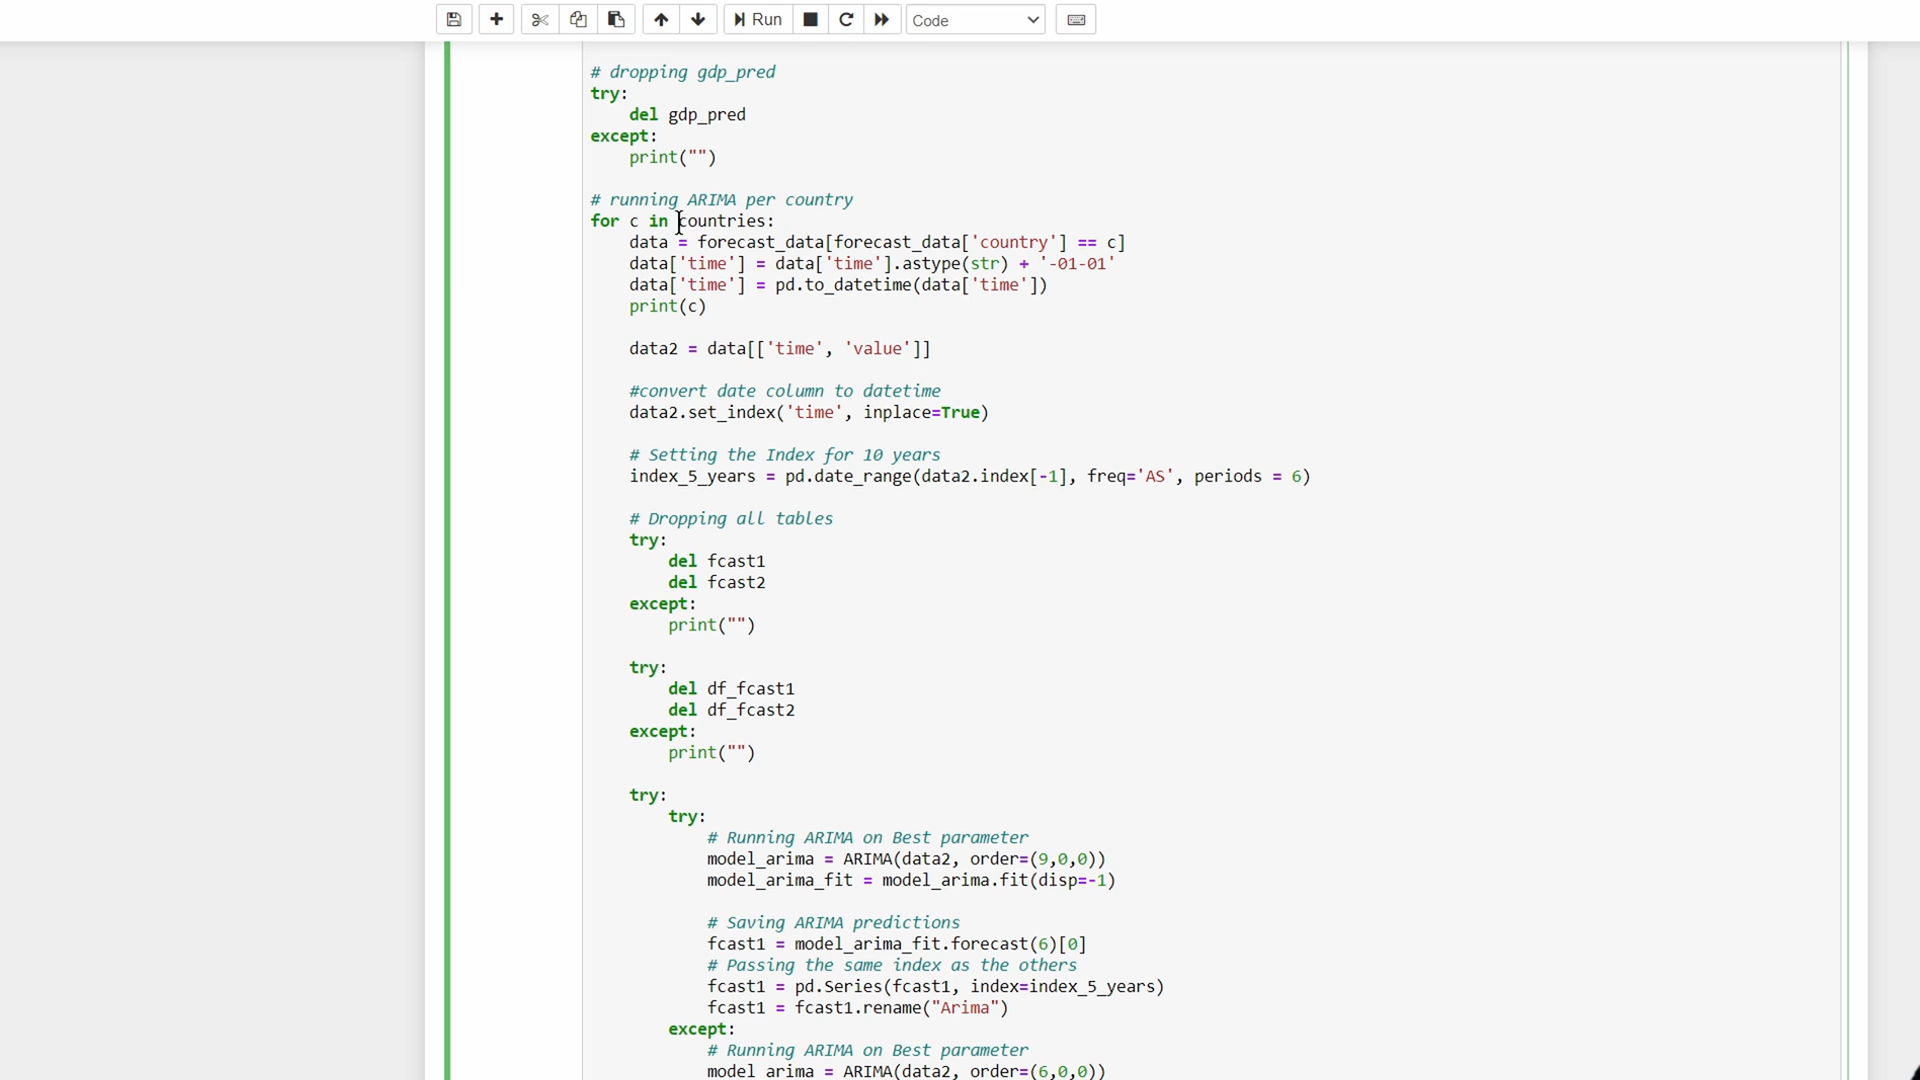 Run Code
# dropping gdp_pred
try:
    del gdp_pred
except:
    print("")
# running ARIMA per country
for c in countries:
    data = forecast_data[forecast_data['country'] == c]
    data['time'] = data['time'].astype(str) + '-01-01'
    data['time'] = pd.to_datetime(data['time'])
    print(c)
    data2 = data[['time', 'value']]
    #convert date column to datetime
    data2.set_index('time', inplace=True)
    # Setting the Index for 10 years
    index_5_years = pd.date_range(data2.index[-1], freq='AS', periods = 6)
    # Dropping all tables
    try:
        del fcast1
        del fcast2
    except:
        print("")
    try:
        del df_fcast1
        del df_fcast2
    except:
        print("")
    try:
        try:
            # Running ARIMA on Best parameter
            model_arima = ARIMA(data2, order=(9,0,0))
            model_arima_fit = model_arima.fit(disp=-1)
            # Saving ARIMA predictions
            fcast1 = model_arima_fit.forecast(6)[0]
            # Passing the same index as the others
            fcast1 = pd.Series(fcast1, index=index_5_years)
            fcast1 = fcast1.rename("Arima")
        except:
            # Running ARIMA on Best parameter
            model_arima = ARIMA(data2, order=(6,0,0))